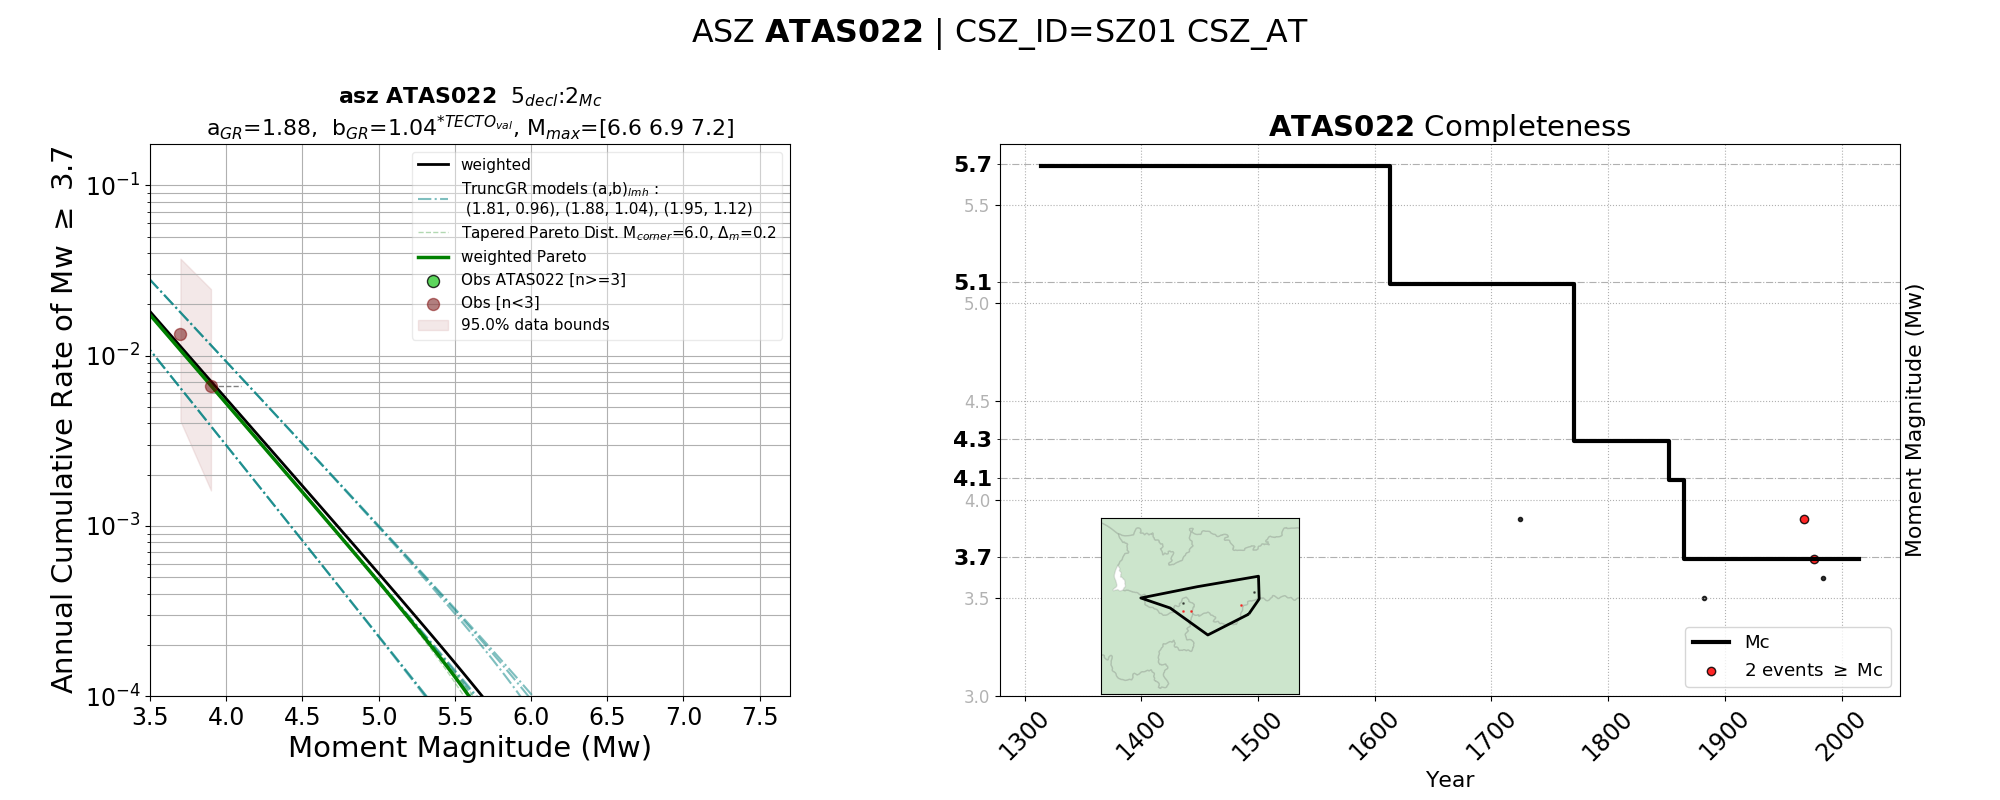 ASZ ATAS022 | CSZ_ID=SZ01 CSZ_AT
asz ATAS022 5decl:2Mc
aGR=1.88, bGR=1.04*TECTOval, Mmax=[6.6 6.9 7.2]
Annual Cumulative Rate of Mw ≥ 3.7
10−1
10−2
10−3
10−4
weighted
TruncGR models (a,b)lmh :
(1.81, 0.96), (1.88, 1.04), (1.95, 1.12)
Tapered Pareto Dist. Mcorner=6.0, Δm=0.2
weighted Pareto
Obs ATAS022 [n>=3]
Obs [n<3]
95.0% data bounds
3.5 4.0 4.5 5.0 5.5 6.0 6.5 7.0 7.5
Moment Magnitude (Mw)
ATAS022 Completeness
5.7
5.5
5.1
5.0
4.5
4.3
4.1
4.0
3.7
3.5
3.0
Moment Magnitude (Mw)
Mc
2 events ≥ Mc
1300 1400 1500 1600 1700 1800 1900 2000
Year